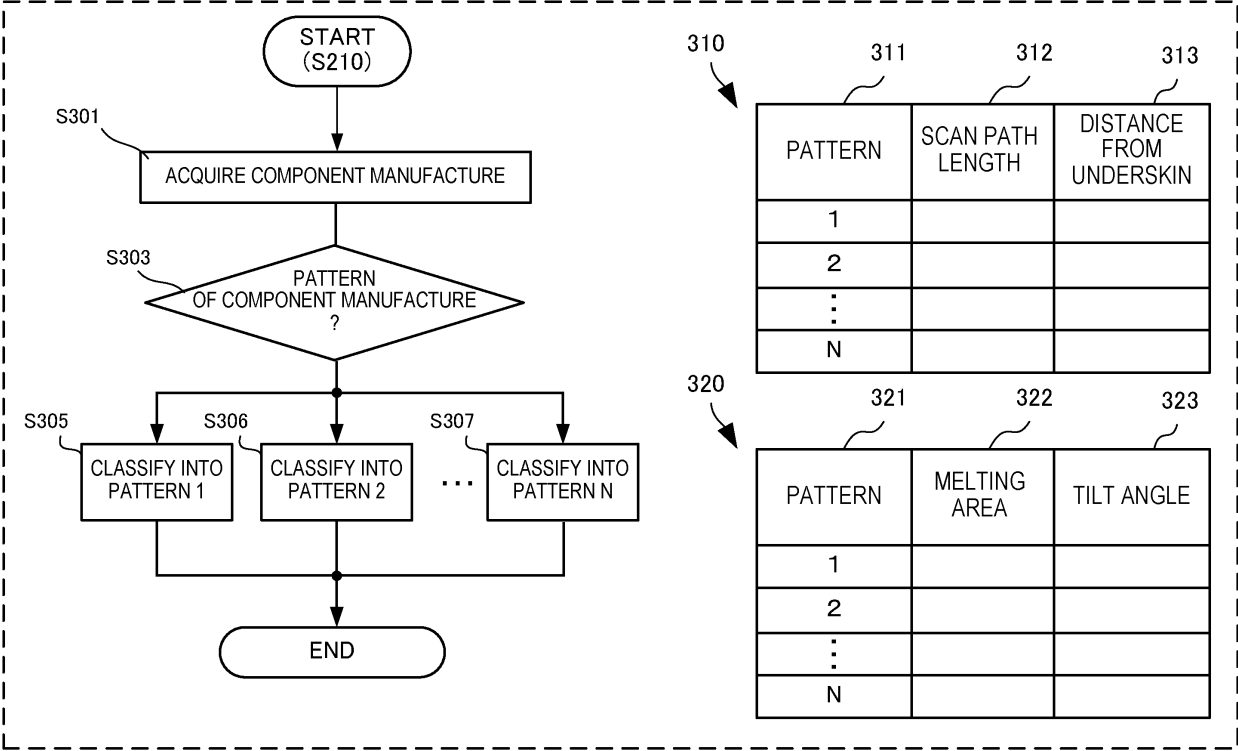 START
(S210)
S301
ACQUIRE COMPONENT MANUFACTURE
S303
PATTERN
OF COMPONENT MANUFACTURE
?
S305
CLASSIFY INTO
PATTERN 1
S306
CLASSIFY INTO
PATTERN 2
...
S307
CLASSIFY INTO
PATTERN N
END
310
311
312
313
PATTERN
SCAN PATH
LENGTH
DISTANCE
FROM
UNDERSKIN
1
2
⋮
N
320
321
322
323
PATTERN
MELTING
AREA
TILT ANGLE
1
2
⋮
N